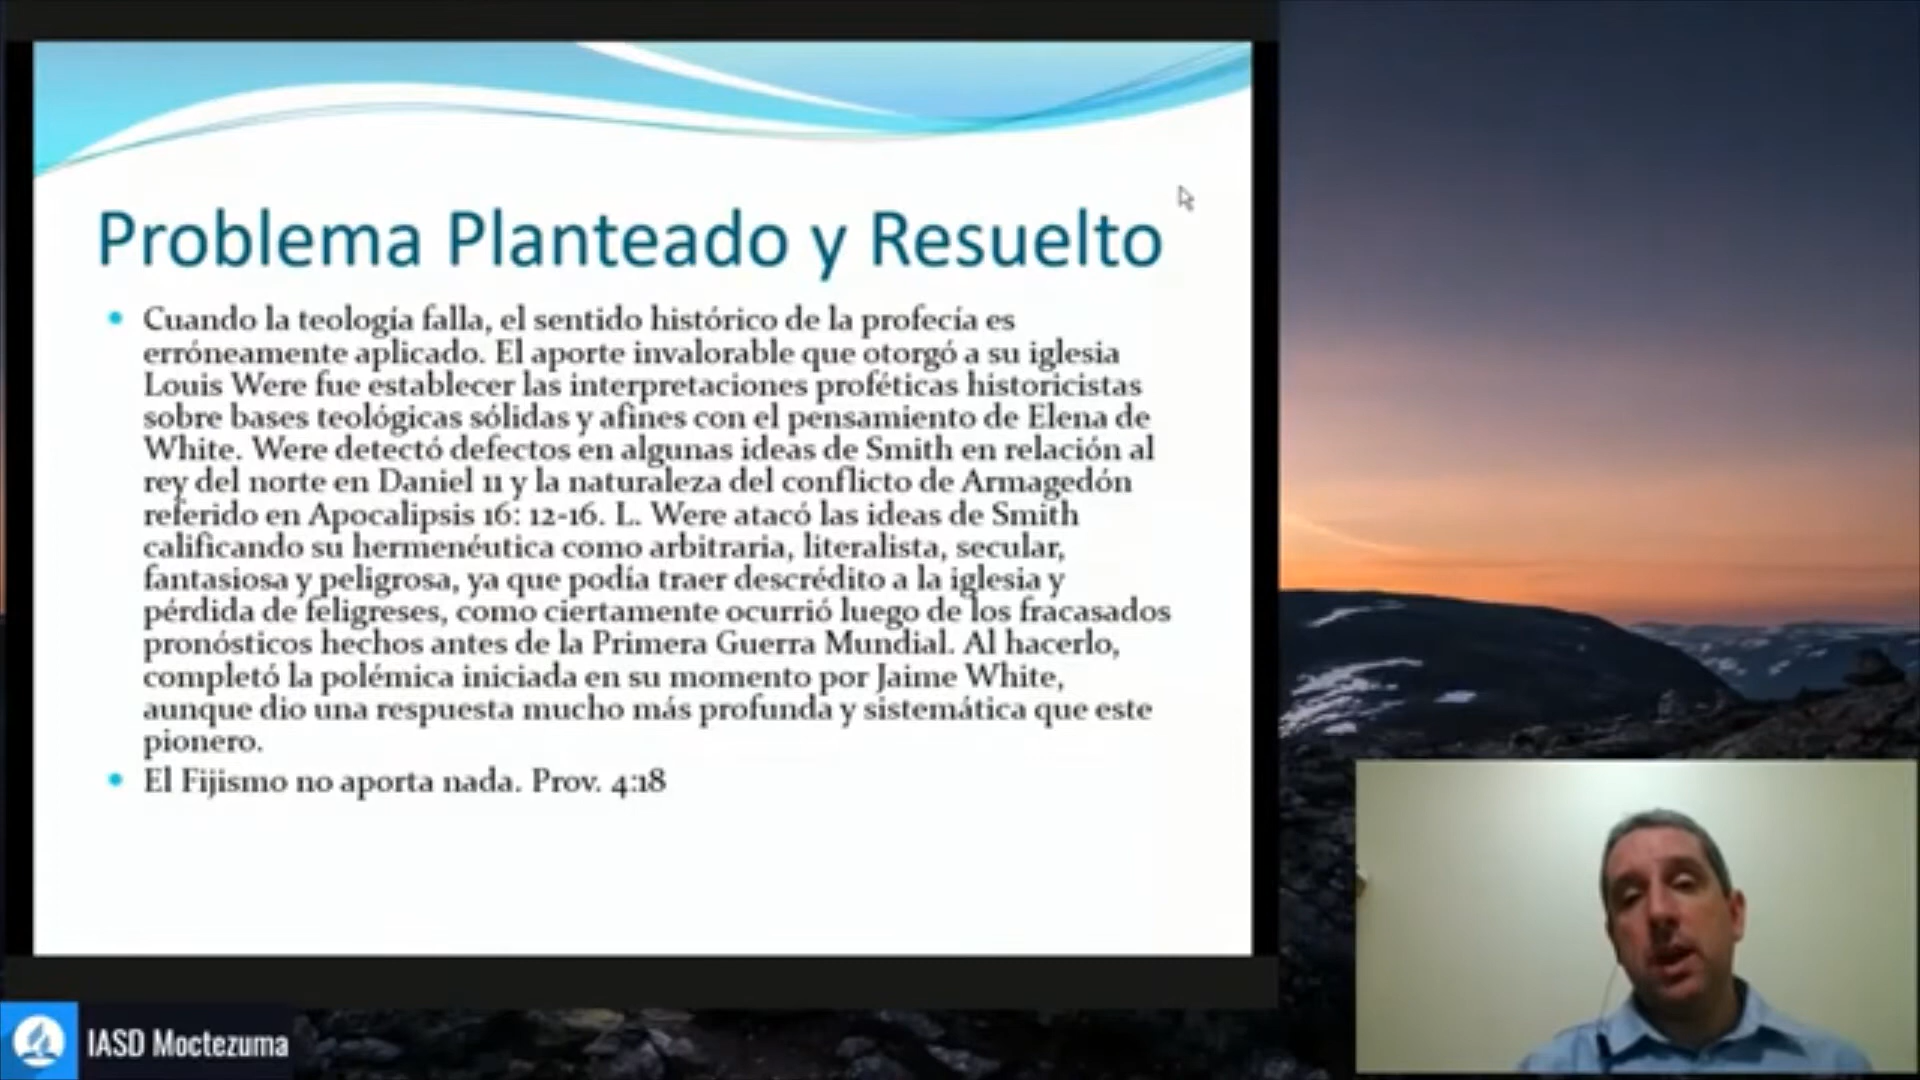 Problema Planteado y Resuelto
Cuando la teología falla, el sentido histórico de la profecía es
erróneamente aplicado. El aporte invalorable que otorgó a su iglesia
Louis Were fue establecer las interpretaciones proféticas historicistas
sobre bases teológicas sólidas y afines con el pensamiento de Elena de
White. Were detectó defectos en algunas ideas de Smith en relación al
rey del norte en Daniel 11 y la naturaleza del conflicto de Armagedón
referido en Apocalipsis 16: 12-16. L. Were atacó las ideas de Smith
calificando su hermenéutica como arbitraria, literalista, secular,
fantasiosa y peligrosa, ya que podía traer descrédito a la iglesia y
pérdida de feligreses, como ciertamente ocurrió luego de los fracasados
pronósticos hechos antes de la Primera Guerra Mundial. Al hacerlo,
completó la polémica iniciada en su momento por Jaime White,
aunque dio una respuesta mucho más profunda y sistemática que este
pionero.
El Fijismo no aporta nada. Prov. 4:18
IASD Moctezuma